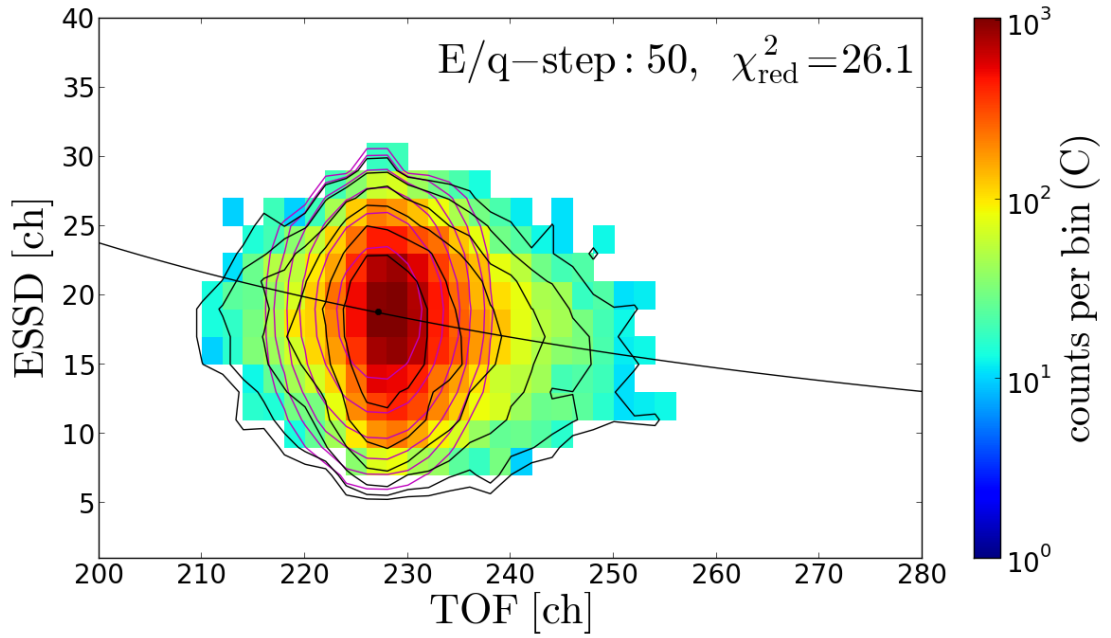 E/q-step: 50, χ²_red=26.1
ESSD [ch]
40
35
30
25
20
15
10
5
200 210 220 230 240 250 260 270 280
TOF [ch]
10³
10²
10¹
10⁰
counts per bin (C)